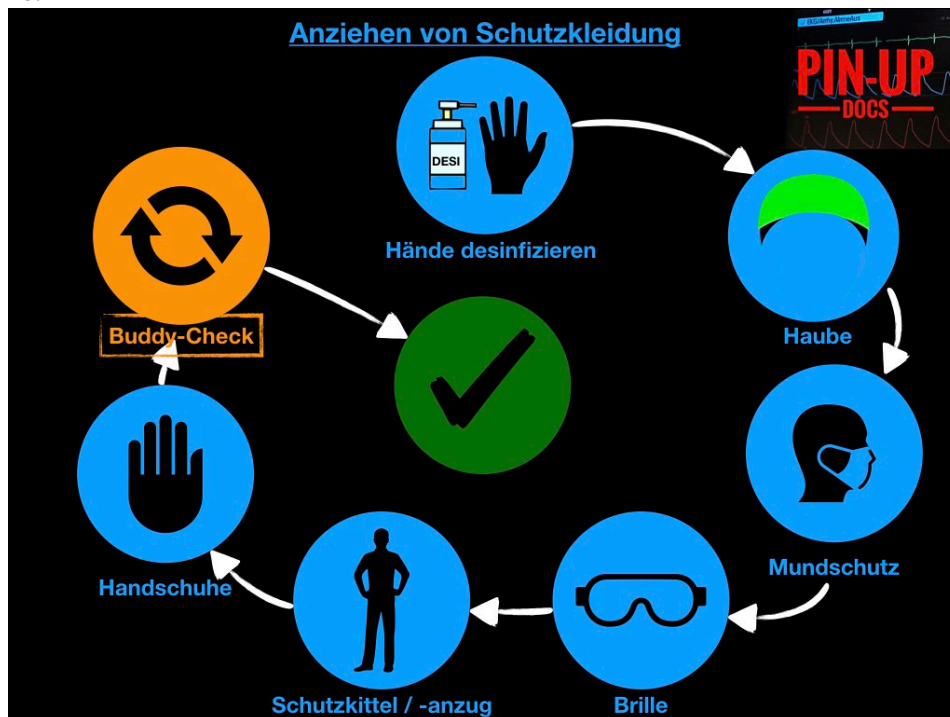 Anziehen von Schutzkleidung
PIN-UP
DOCS
DESI
Hände desinfizieren
Haube
Mundschutz
Brille
Schutzkittel / -anzug
Handschuhe
Buddy-Check